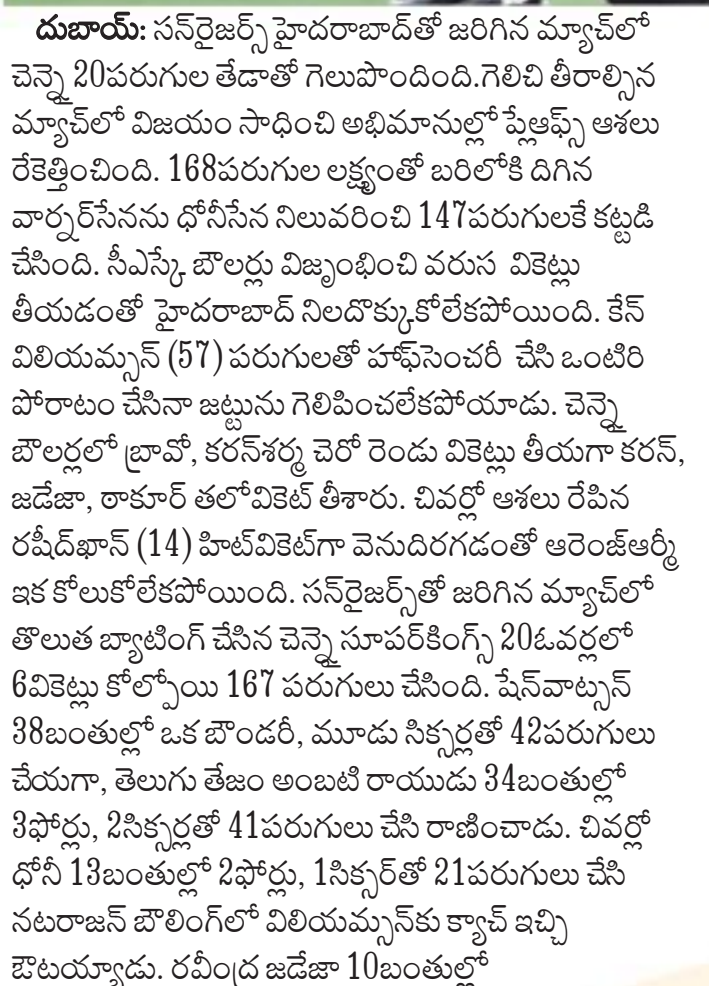 దుబాయ్: సన్‌రైజర్స్ హైదరాబాద్‌తో జరిగిన మ్యాచ్‌లో
చెన్నై 20పరుగుల తేడాతో గెలుపొందింది.గెలిచి తీరాల్సిన
మ్యాచ్‌లో విజయం సాధించి అభిమానుల్లో ప్లేఆఫ్స్ ఆశలు
రేకెత్తించింది. 168పరుగుల లక్ష్యంతో బరిలోకి దిగిన
వార్నర్‌సేనను ధోనీసేన నిలువరించి 147పరుగులకే కట్టడి
చేసింది. సీఎస్కే బౌలర్లు విజృంభించి వరుస వికెట్లు
తీయడంతో హైదరాబాద్ నిలదొక్కుకోలేకపోయింది. కేన్
విలియమ్సన్ (57) పరుగులతో హాఫ్‌సెంచరీ చేసి ఒంటిరి
పోరాటం చేసినా జట్టును గెలిపించలేకపోయాడు. చెన్నై
బౌలర్లలో బ్రావో, కరన్‌శర్మ చెరో రెండు వికెట్లు తీయగా కరన్,
జడేజా, ఠాకూర్ తలోవికెట్ తీశారు. చివర్లో ఆశలు రేపిన
రషీద్‌ఖాన్ (14) హిట్‌వికెట్‌గా వెనుదిరగడంతో ఆరెంజ్‌ఆర్మీ
ఇక కోలుకోలేకపోయింది. సన్‌రైజర్స్‌తో జరిగిన మ్యాచ్‌లో
తొలుత బ్యాటింగ్ చేసిన చెన్నై సూపర్‌కింగ్స్ 20ఓవర్లలో
6వికెట్లు కోల్పోయి 167 పరుగులు చేసింది. షేన్‌వాట్సన్
38బంతుల్లో ఒక బౌండరీ, మూడు సిక్సర్లతో 42పరుగులు
చేయగా, తెలుగు తేజం అంబటి రాయుడు 34బంతుల్లో
3ఫోర్లు, 2సిక్సర్లతో 41పరుగులు చేసి రాణించాడు. చివర్లో
ధోనీ 13బంతుల్లో 2ఫోర్లు, 1సిక్సర్‌తో 21పరుగులు చేసి
నటరాజన్ బౌలింగ్‌లో విలియమ్సన్‌కు క్యాచ్ ఇచ్చి
ఔటయ్యాడు. రవీంద్ర జడేజా 10బంతుల్లో